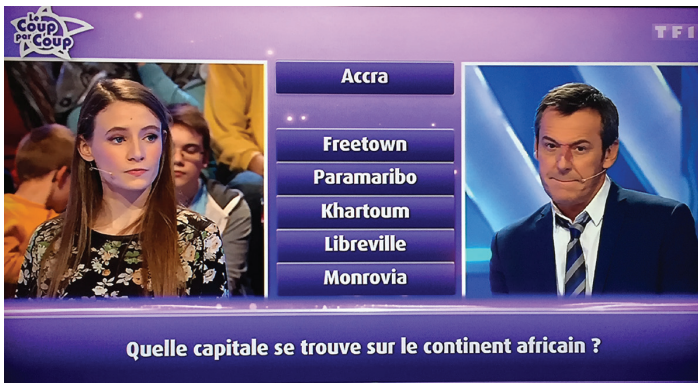 Le
Coup
par Coup
TF1
Accra
Freetown
Paramaribo
Khartoum
Libreville
Monrovia
Quelle capitale se trouve sur le continent africain ?